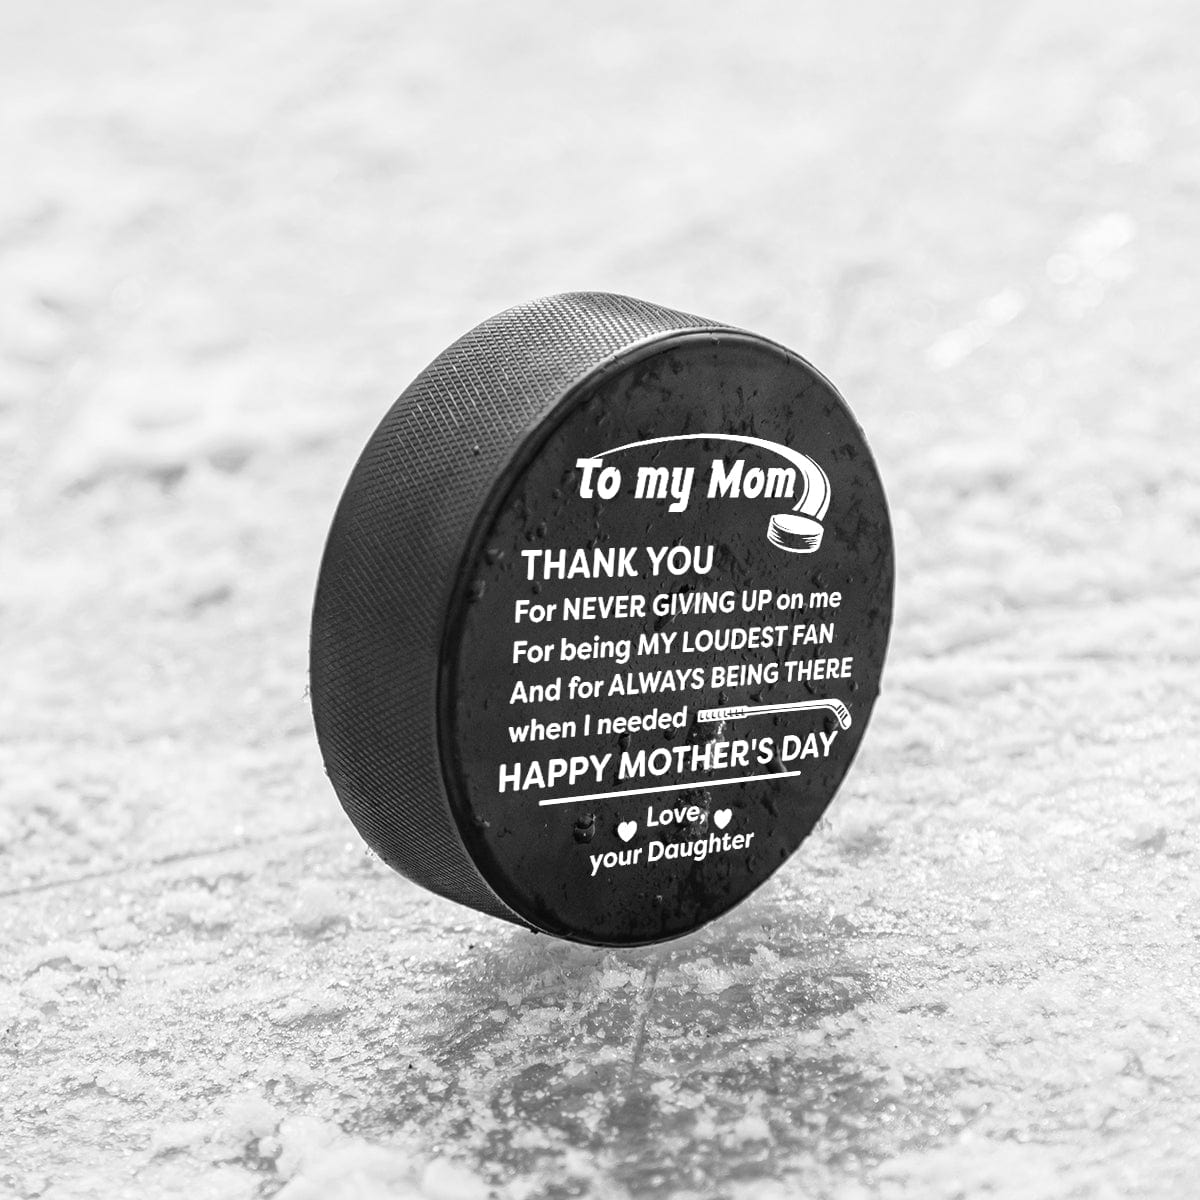 To my Mom
THANK YOU
For NEVER GIVING UP on me
For being MY LOUDEST FAN
And for ALWAYS BEING THERE
when I needed
HAPPY MOTHER'S DAY
Love,
your Daughter